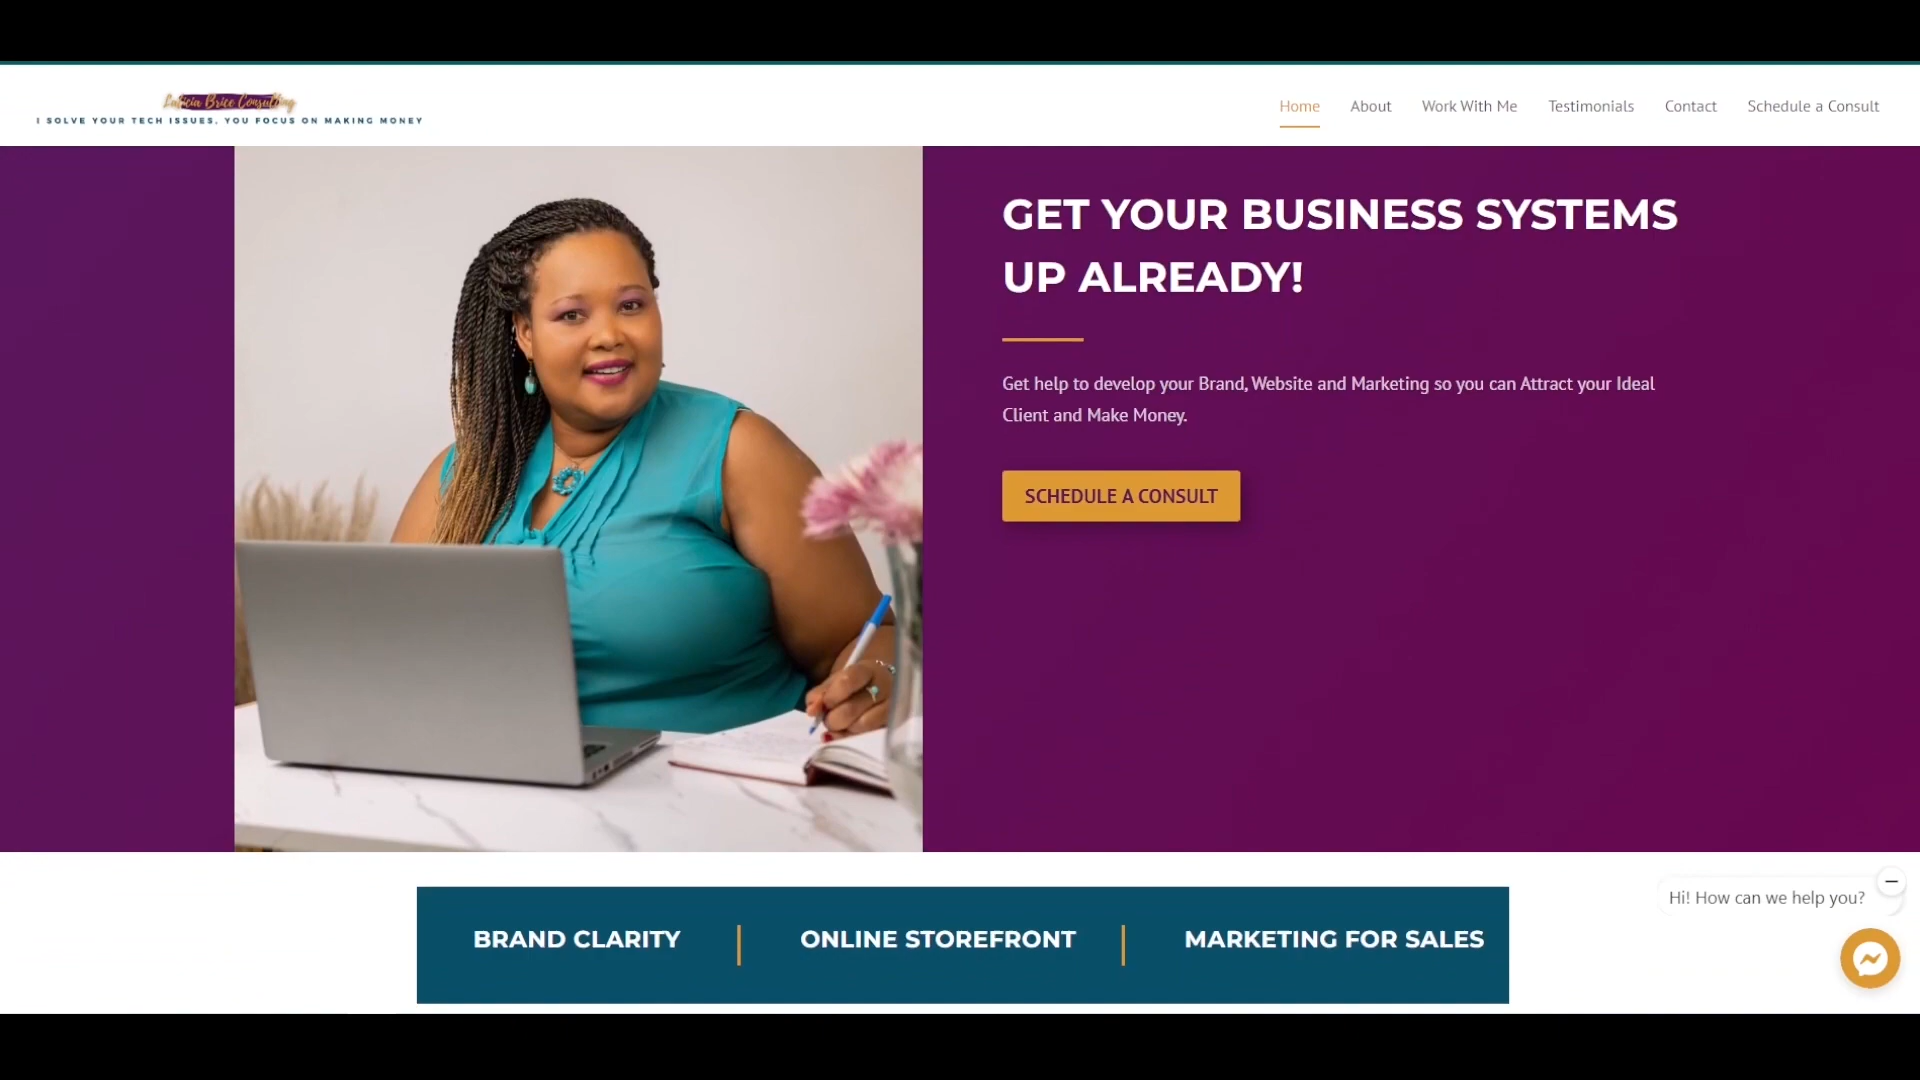 Laticia Brice Consulting
I SOLVE YOUR TECH ISSUES, YOU FOCUS ON MAKING MONEY
Home About Work With Me Testimonials Contact Schedule a Consult
GET YOUR BUSINESS SYSTEMS
UP ALREADY!
Get help to develop your Brand, Website and Marketing so you can Attract your Ideal
Client and Make Money.
SCHEDULE A CONSULT
Hi! How can we help you?
BRAND CLARITY ONLINE STOREFRONT MARKETING FOR SALES